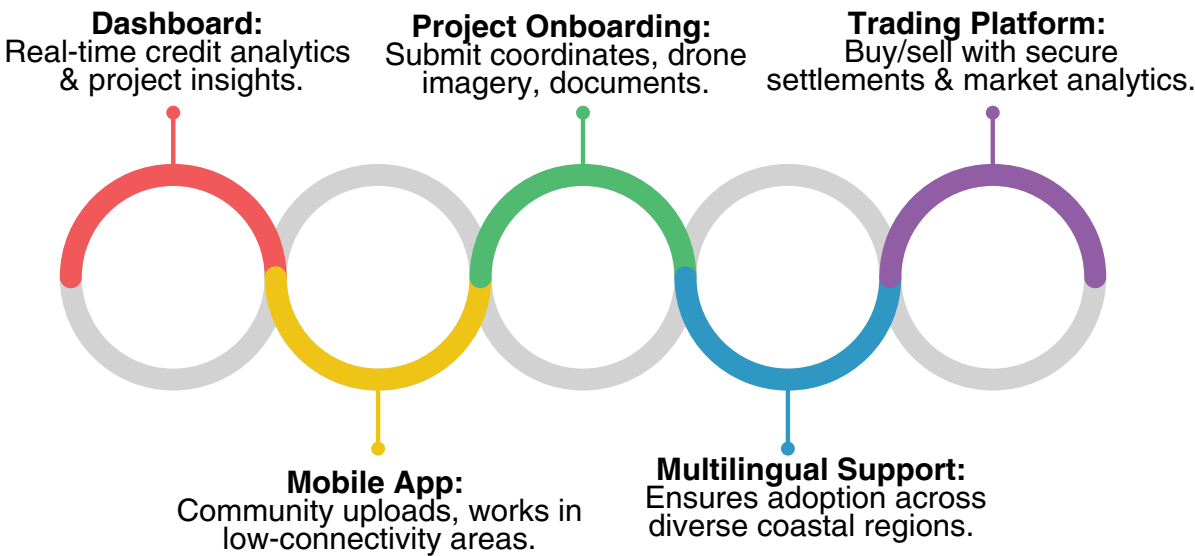 Dashboard:
Real-time credit analytics
& project insights.
Project Onboarding:
Submit coordinates, drone
imagery, documents.
Trading Platform:
Buy/sell with secure
settlements & market analytics.
Mobile App:
Community uploads, works in
low-connectivity areas.
Multilingual Support:
Ensures adoption across
diverse coastal regions.